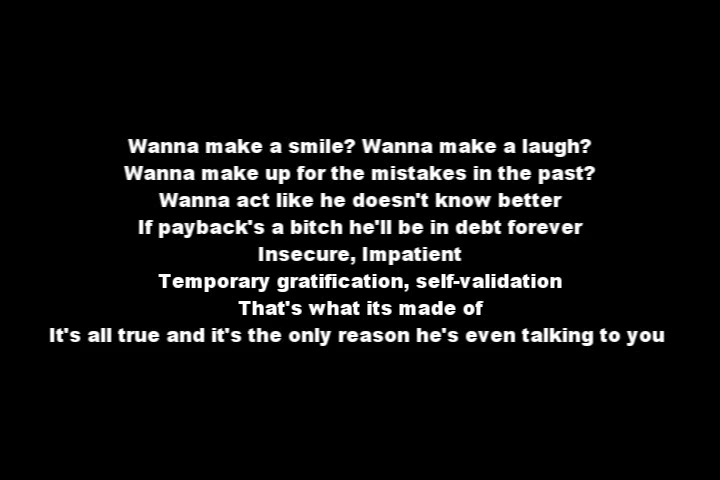 Wanna make a smile? Wanna make a laugh?
Wanna make up for the mistakes in the past?
Wanna act like he doesn't know better
If payback's a bitch he'll be in debt forever
Insecure, Impatient
Temporary gratification, self-validation
That's what its made of
It's all true and it's the only reason he's even talking to you